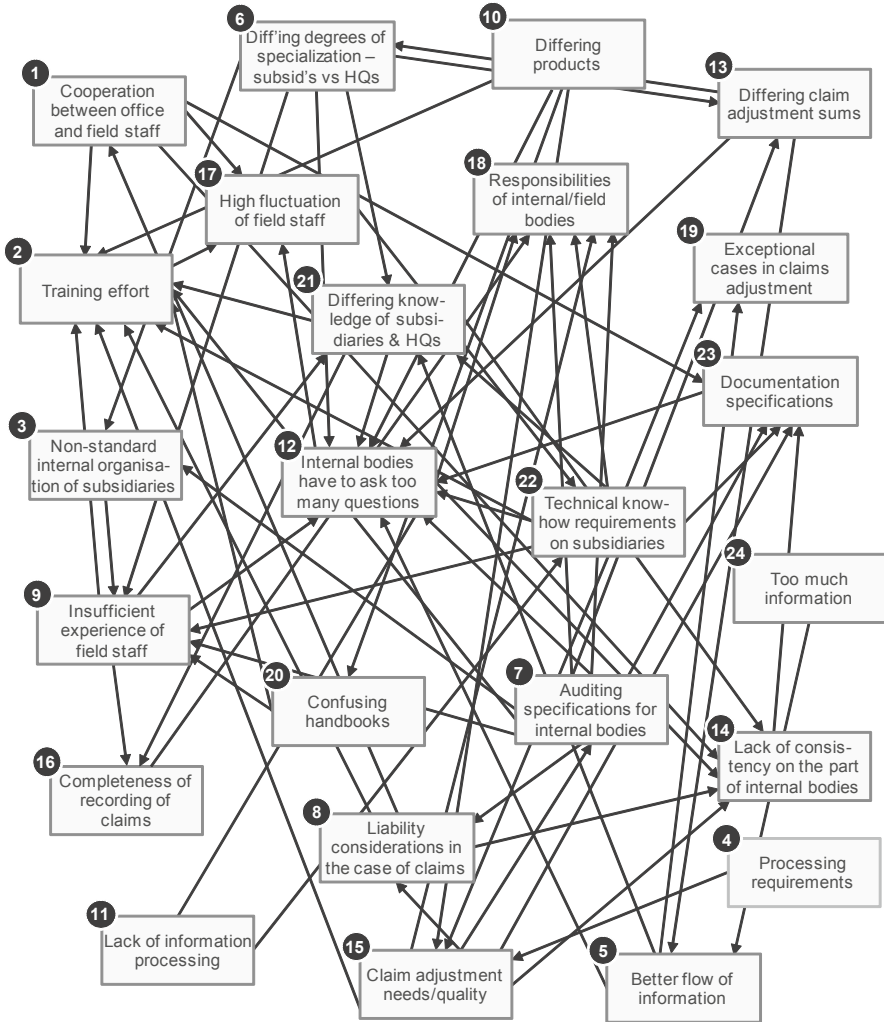 6
Diff'ing degrees of
specialization –
subsid's vs HQs
10
Differing
products
13
Differing claim
adjustment sums
1
Cooperation
between office
and field staff
17
High fluctuation
of field staff
18
Responsibilities
of internal/field
bodies
2
Training effort
21
Differing know-
ledge of subsi-
diaries & HQs
19
Exceptional
cases in claims
adjustment
23
Documentation
specifications
3
Non-standard
internal organisa-
tion of subsidiaries
12
Internal bodies
have to ask too
many questions
22
Technical know-
how requirements
on subsidiaries
24
Too much
information
9
Insufficient
experience of
field staff
20
Confusing
handbooks
7
Auditing
specifications for
internal bodies
14
Lack of consis-
tency on the part
of internal bodies
16
Completeness of
recording of
claims
8
Liability
considerations in
the case of claims
4
Processing
requirements
11
Lack of information
processing
15
Claim adjustment
needs/quality
5
Better flow of
information